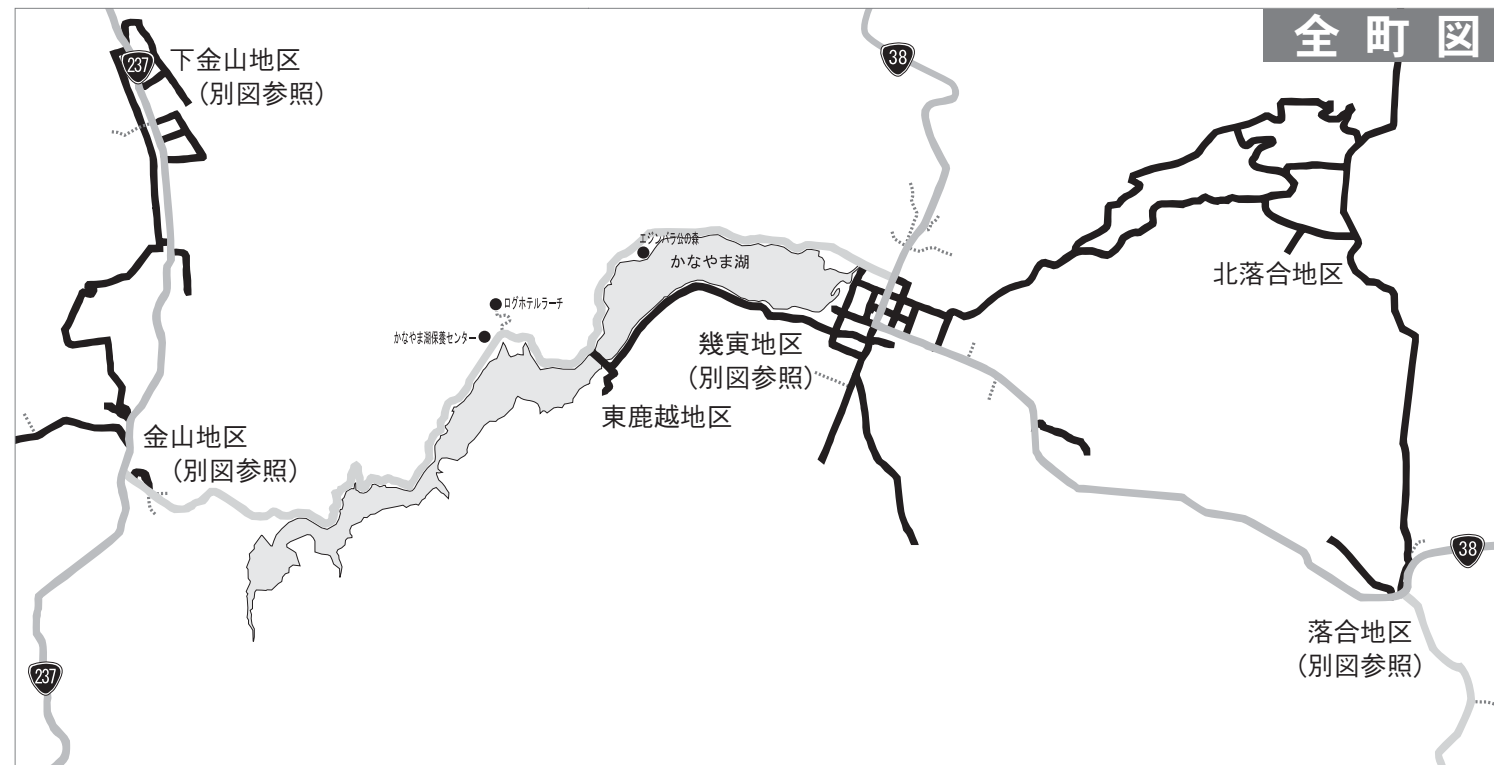 全町図
237
下金山地区
（別図参照）
38
エジンバラ公の森
かなやま湖
北落合地区
ログホテルラーチ
かなやま湖保養センター
幾寅地区
（別図参照）
東鹿越地区
金山地区
（別図参照）
38
落合地区
（別図参照）
237